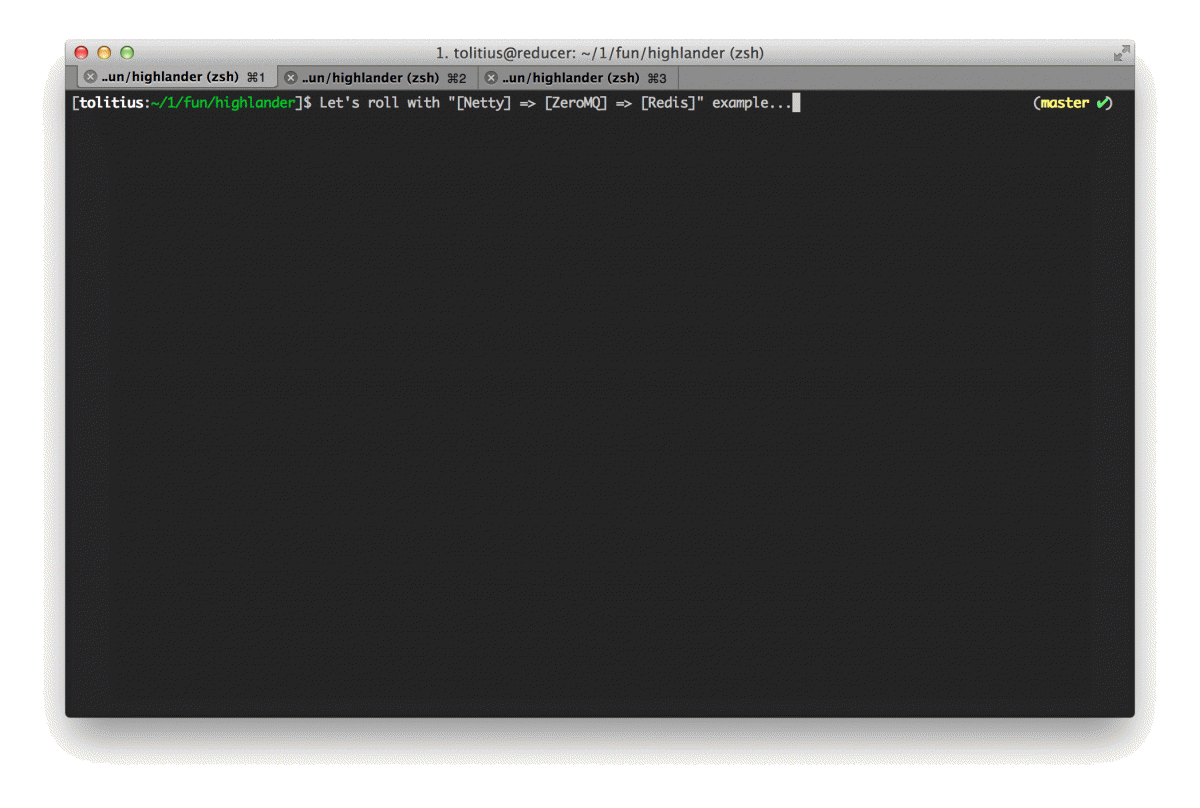 1. tolitius@reducer: ~/1/fun/highlander (zsh)
..un/highlander (zsh) ⌘1 ..un/highlander (zsh) ⌘2 ..un/highlander (zsh) ⌘3
[tolitius:~/1/fun/highlander]$ Let's roll with "[Netty] => [ZeroMQ] => [Redis]" example... (master ✔)